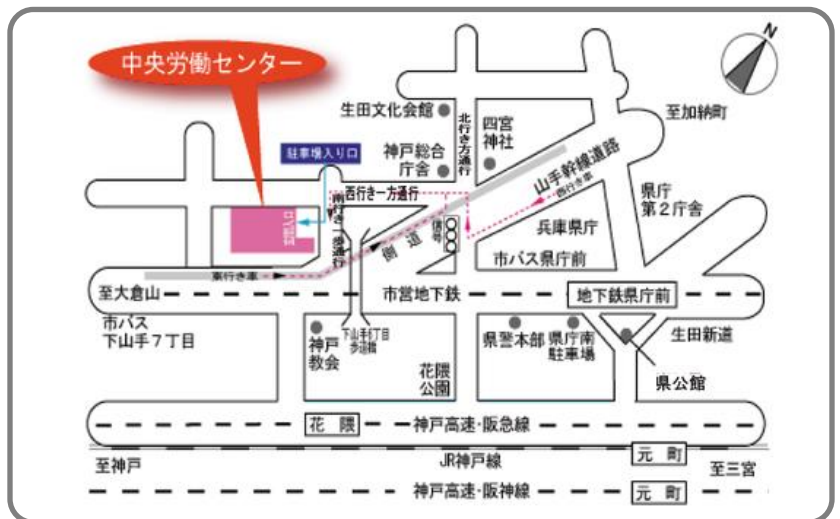 中央労働センター
N
生田文化会館
北行き一方通行
四宮
神社
至加納町
駐車場入り口
神戸総合
庁舎
山手幹線道路
西行き車
西行き一方通行
県庁
第2庁舎
南行き一歩通行
側道
信号
兵庫県庁
市バス県庁前
東行き車
至大倉山
市営地下鉄
地下鉄県庁前
市バス
下山手7丁目
神戸
教会
下山手6丁目
歩道橋
県警本部
県庁南
駐車場
生田新道
花隈
公園
県公館
花 隈
神戸高速・阪急線
元 町
至神戸
JR神戸線
至三宮
神戸高速・阪神線
元 町